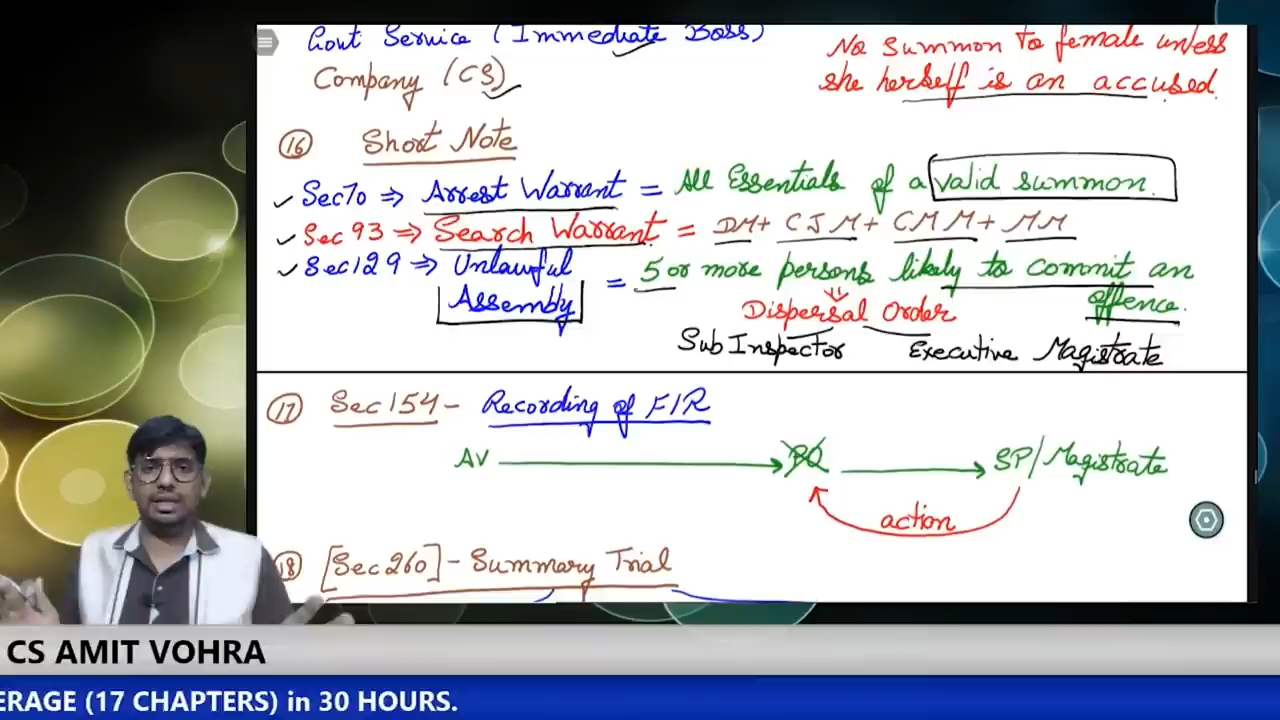 Govt Service (Immediate Boss)
Company (CS)
No Summon to female unless
she herself is an accused.
16 Short Note
Sec 70 ⇒ Arrest Warrant = All Essentials of a valid summon.
Sec 93 ⇒ Search Warrant = DM + CJM + CMM + MM
Sec 129 ⇒ Unlawful Assembly = 5 or more persons likely to commit an offence.
⇓
Dispersal Order
Sub Inspector Executive Magistrate
17 Sec 154 - Recording of FIR
AV → → SP/Magistrate
action
18 [Sec 260] - Summary Trial
CS AMIT VOHRA
ERAGE (17 CHAPTERS) in 30 HOURS.